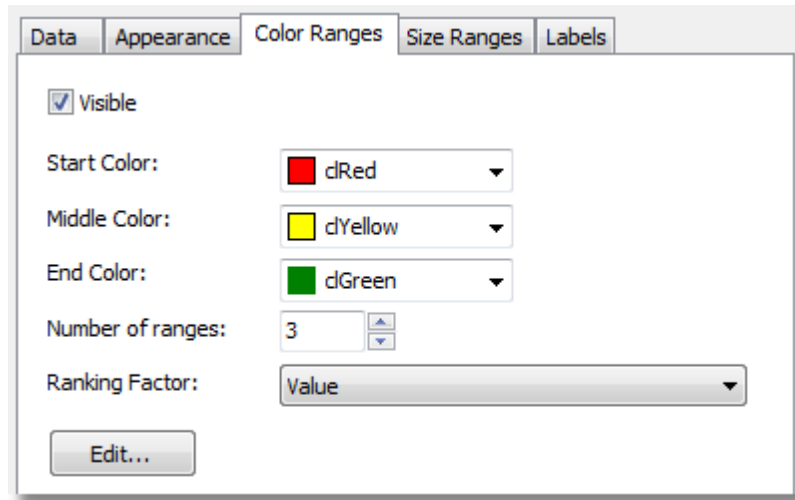 Data Appearance Color Ranges Size Ranges Labels
Visible
Start Color: clRed
Middle Color: clYellow
End Color: clGreen
Number of ranges: 3
Ranking Factor: Value
Edit...